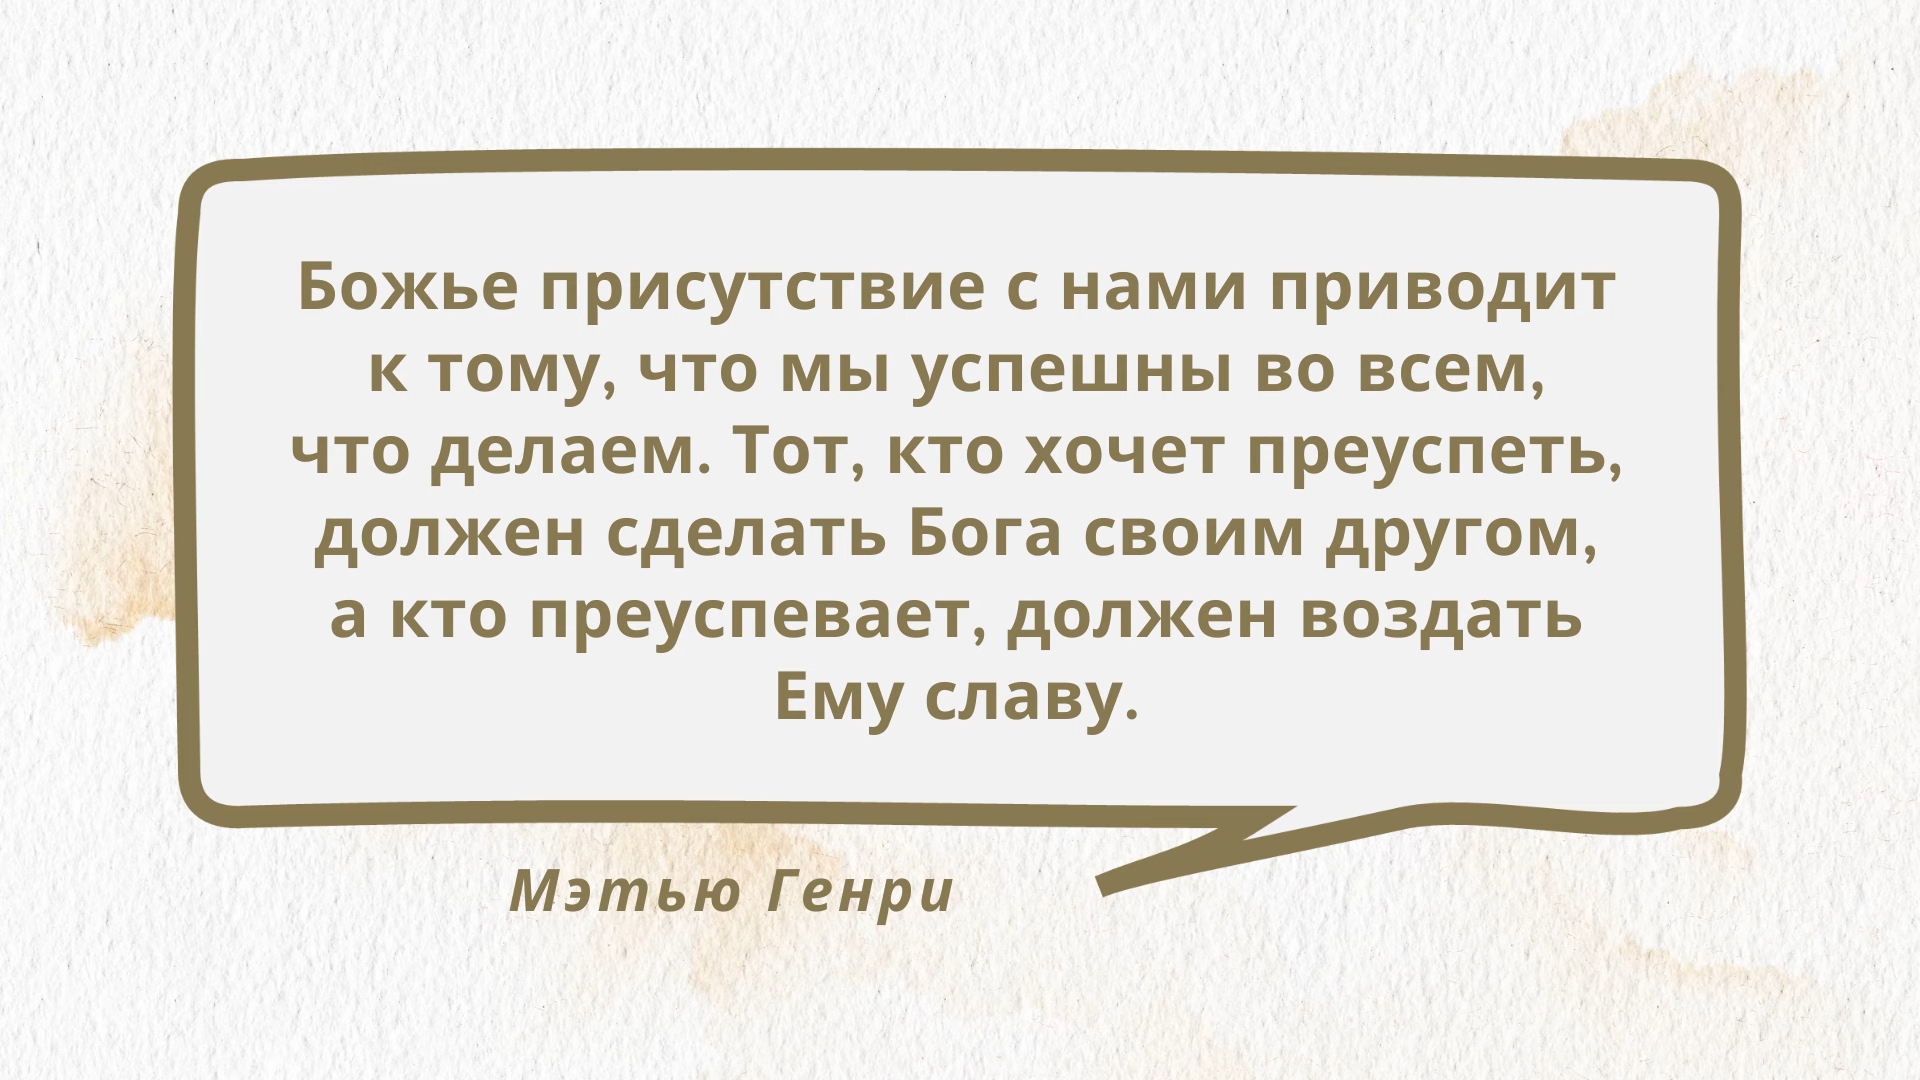 Божье присутствие с нами приводит
к тому, что мы успешны во всем,
что делаем. Тот, кто хочет преуспеть,
должен сделать Бога своим другом,
а кто преуспевает, должен воздать
Ему славу.
Мэтью Генри